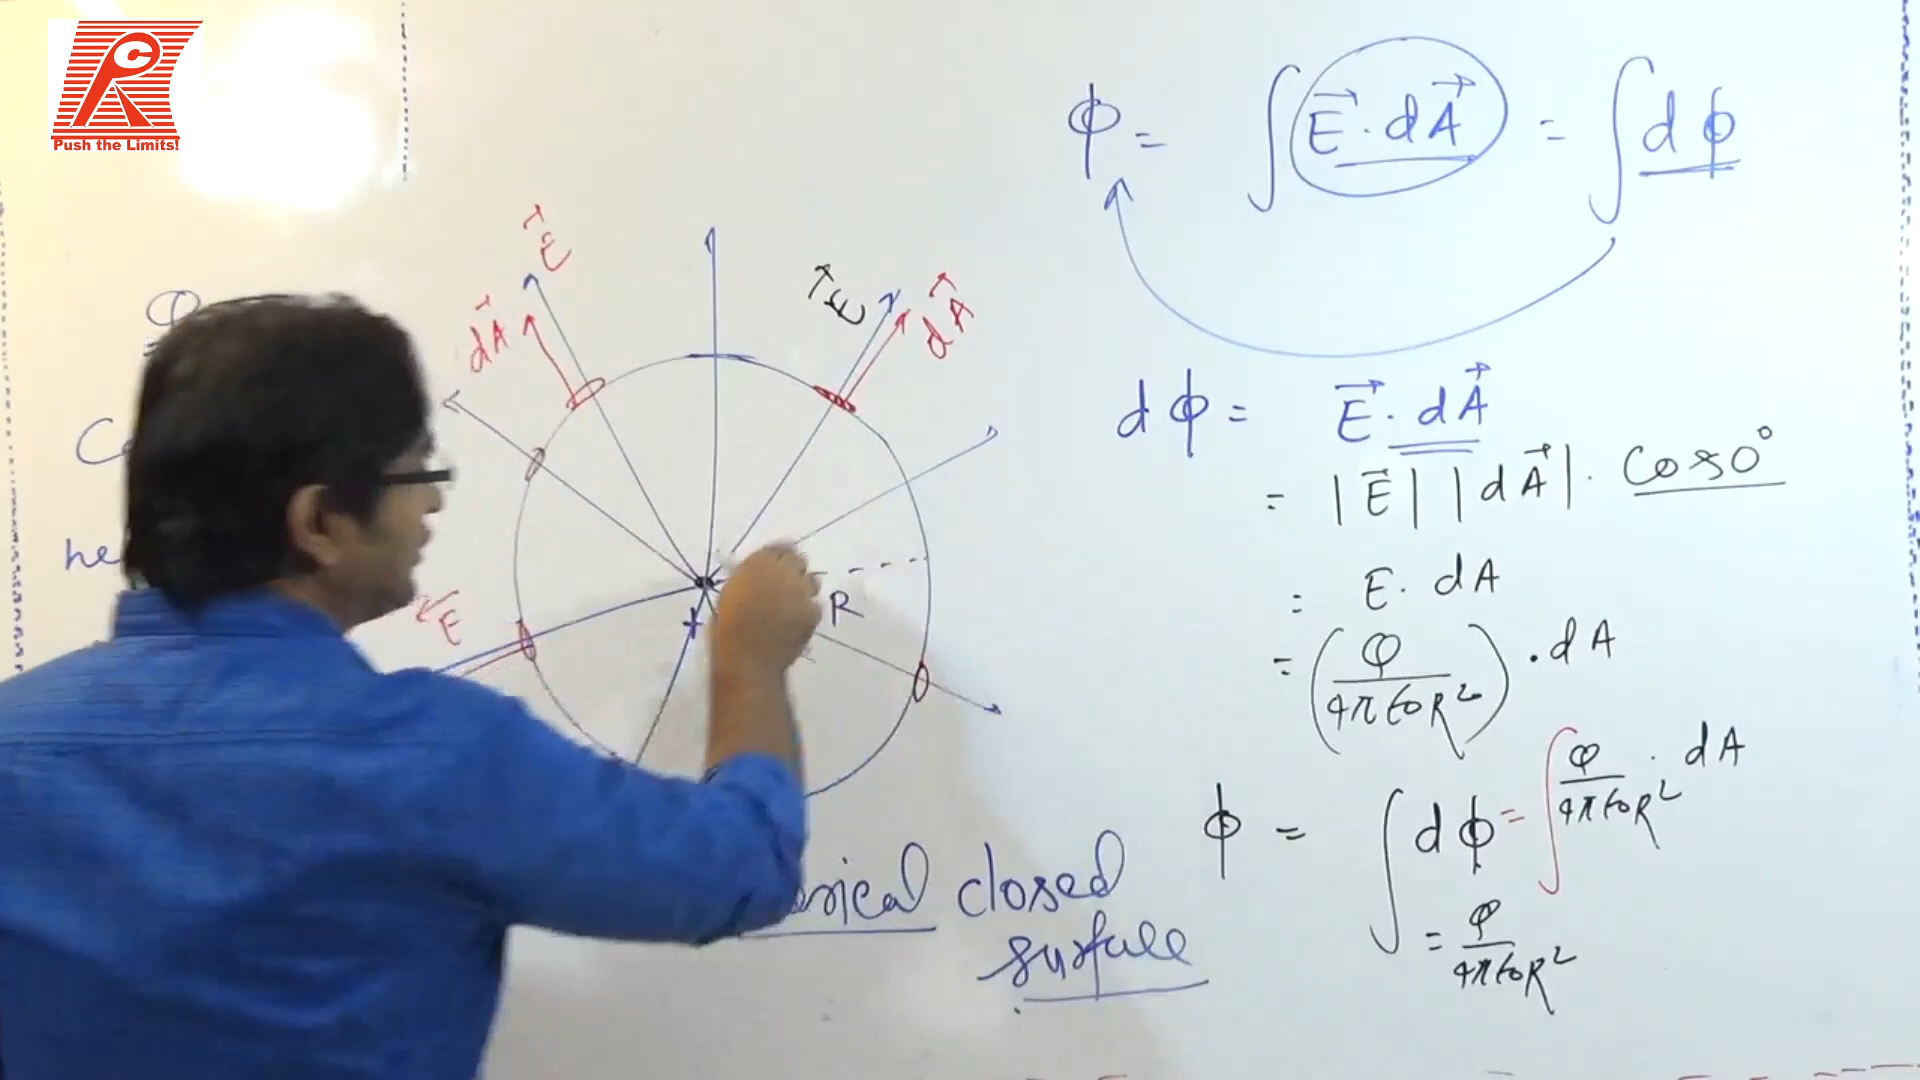 Push the Limits!
φ = ∫ E⃗ . dA⃗ = ∫ dφ
E⃗
dA⃗
E⃗
dA⃗
dφ = E⃗ . dA⃗
= |E⃗| |dA⃗| . Cos0°
he
E⃗
+
R
= E . dA
= (Q / 4πϵ0R²) . dA
φ = ∫ dφ = ∫ Q / 4πϵ0R² . dA
closed
surface
= Q / 4πϵ0R²